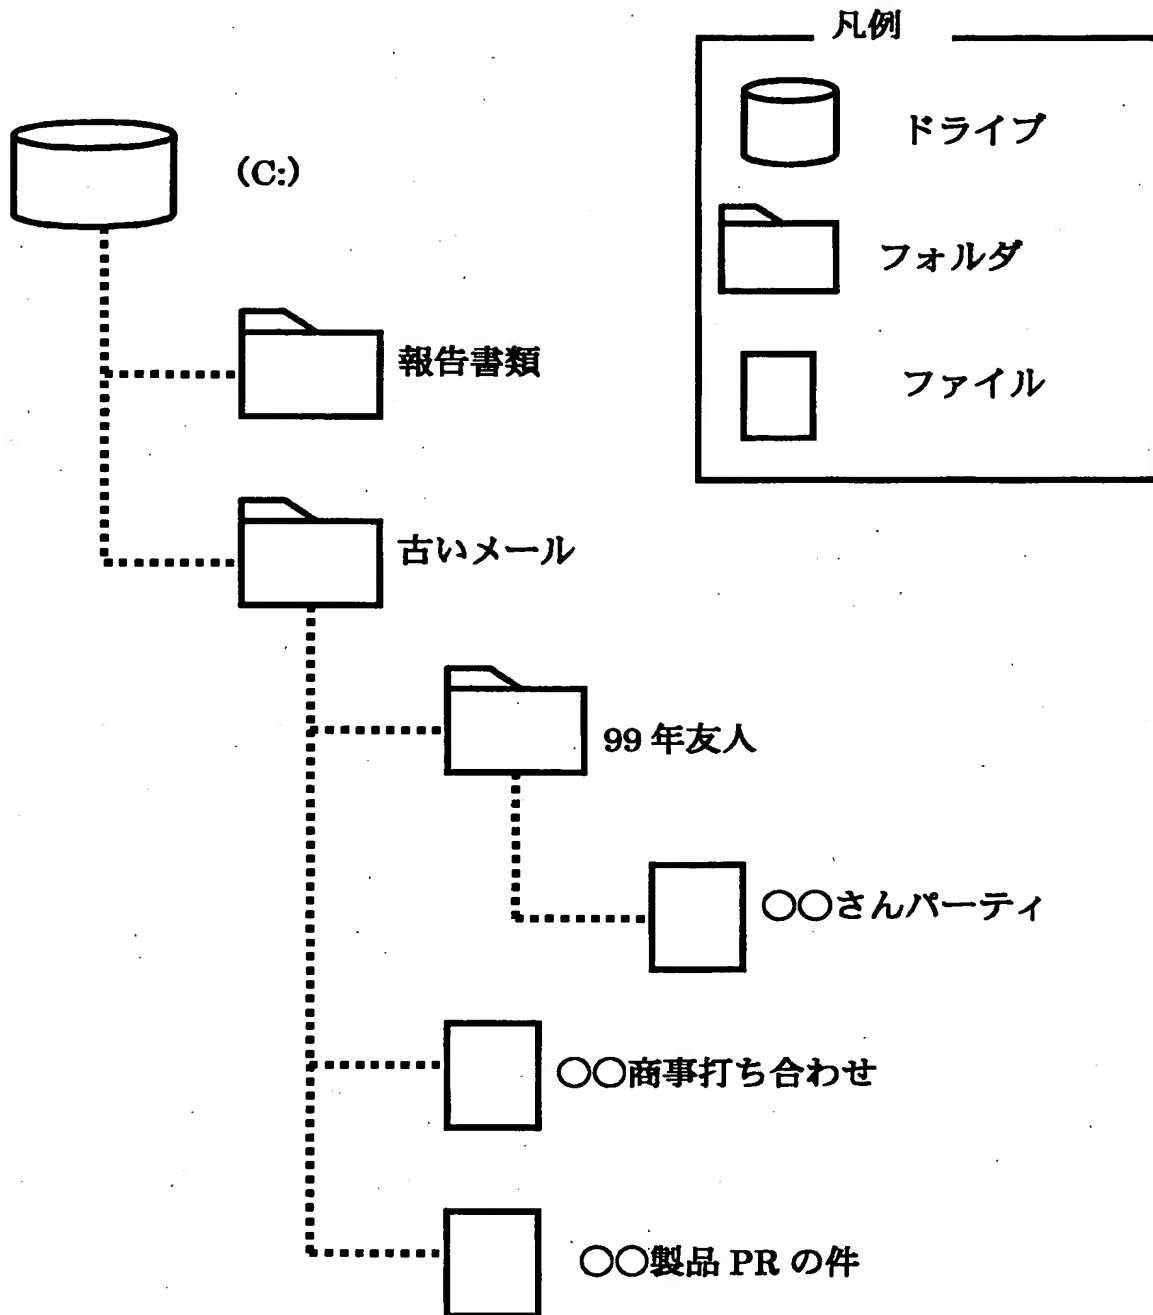 凡例
ドライブ
(C:)
フォルダ
報告書類
ファイル
古いメール
99年友人
○○さんパーティ
○○商事打ち合わせ
○○製品 PR の件